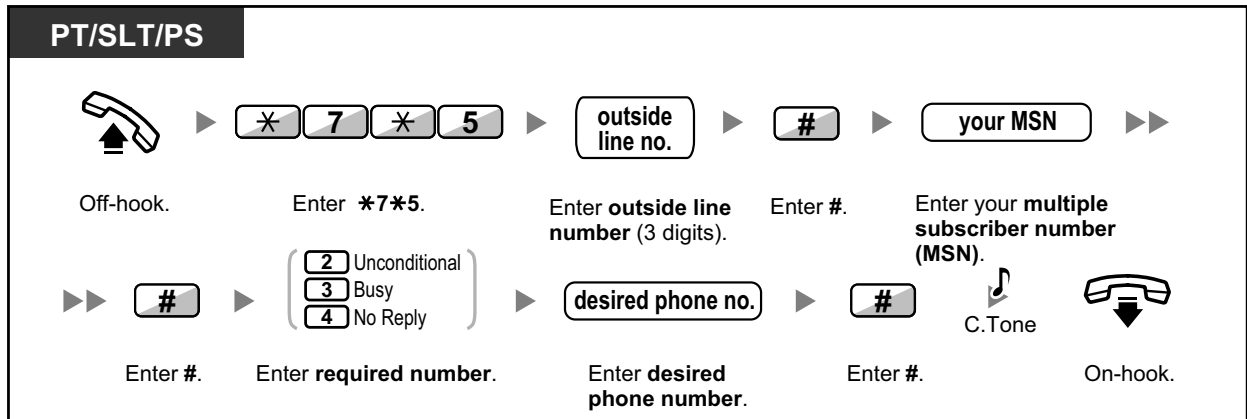 PT/SLT/PS
✳ 7 ✳ 5
outside
line no.
#
your MSN
Off-hook.
Enter ✳7✳5.
Enter outside line
number (3 digits).
Enter #.
Enter your multiple
subscriber number
(MSN).
#
2 Unconditional
3 Busy
4 No Reply
desired phone no.
#
C.Tone
Enter #.
Enter required number.
Enter desired
phone number.
Enter #.
On-hook.